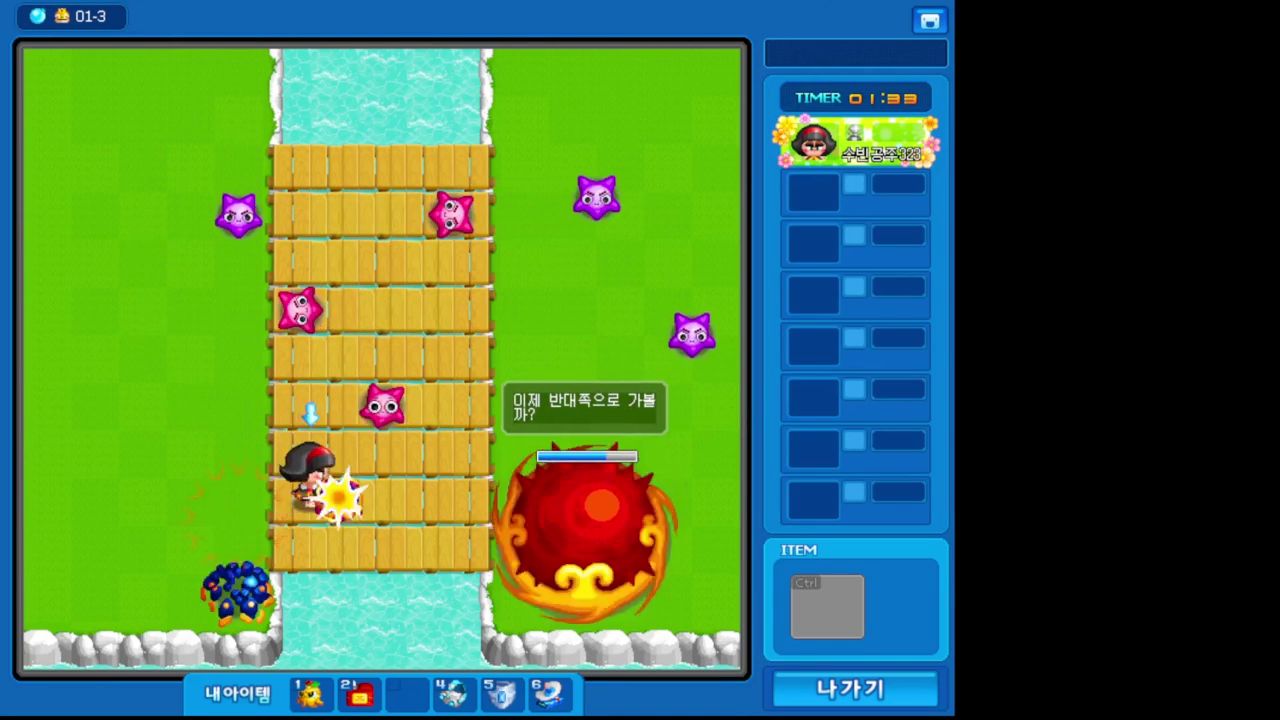 01-3
TIMER 01:33
수빈공주323
이제 반대쪽으로 가볼
까?
ITEM
Ctrl
내아이템
1
2
4
5
6
나가기